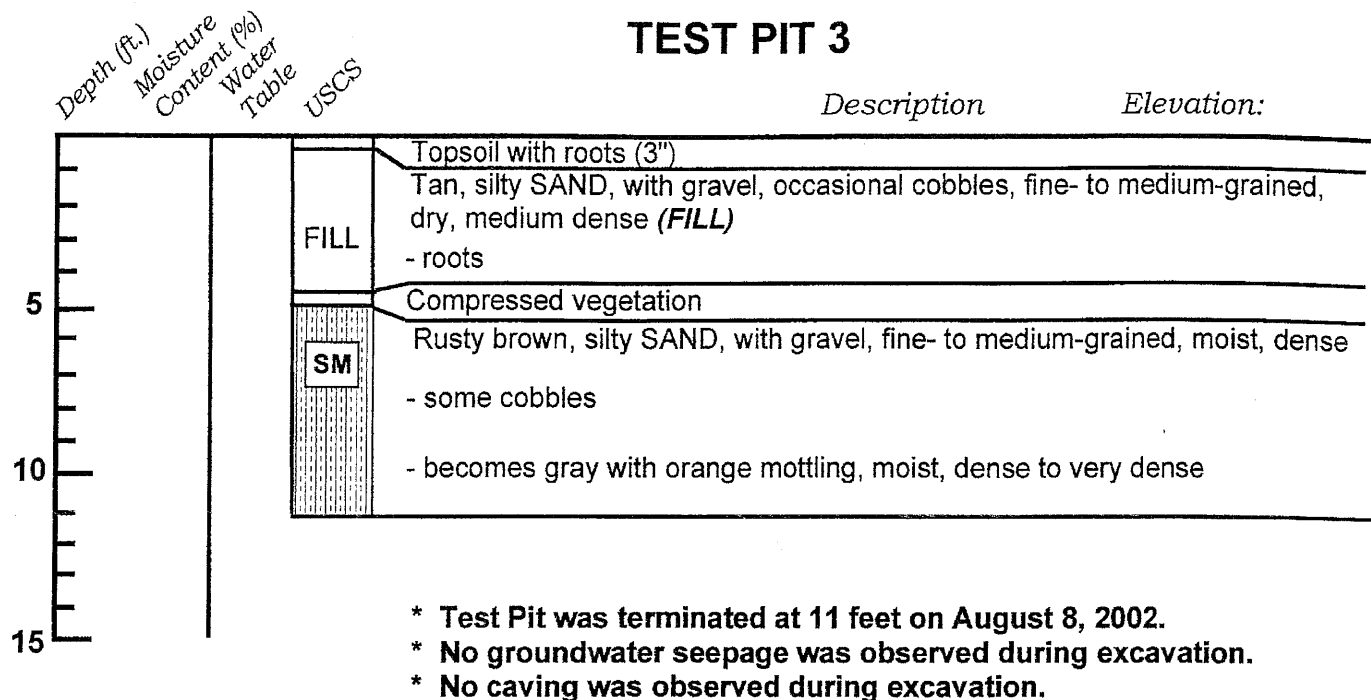 TEST PIT 3
Depth (ft.)
Moisture
Content (%)
Water
Table
USCS
Description
Elevation:
Topsoil with roots (3")
Tan, silty SAND, with gravel, occasional cobbles, fine- to medium-grained,
dry, medium dense (FILL)
FILL
- roots
5
Compressed vegetation
Rusty brown, silty SAND, with gravel, fine- to medium-grained, moist, dense
SM
- some cobbles
10
- becomes gray with orange mottling, moist, dense to very dense
* Test Pit was terminated at 11 feet on August 8, 2002.
15
* No groundwater seepage was observed during excavation.
* No caving was observed during excavation.